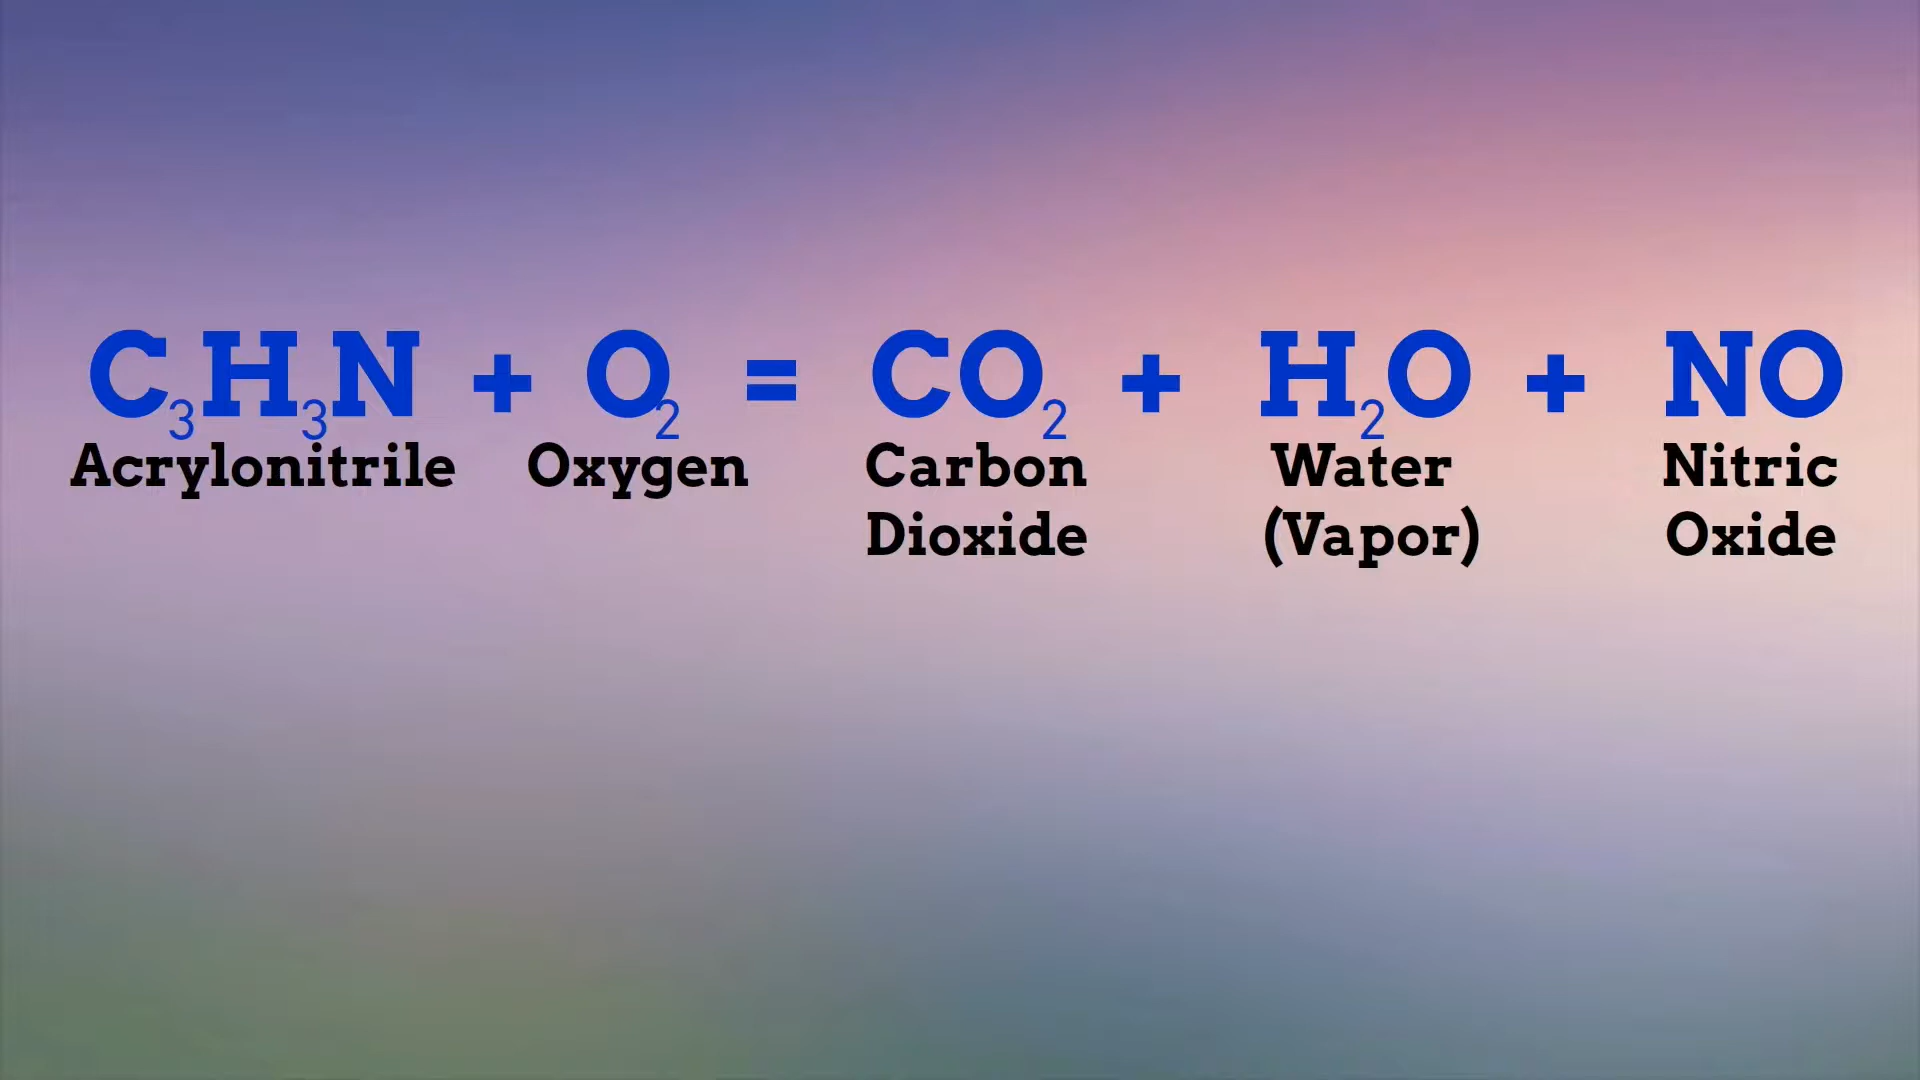 C₃H₃N + O₂ = CO₂ + H₂O + NO
Acrylonitrile Oxygen Carbon Water Nitric
Dioxide (Vapor) Oxide